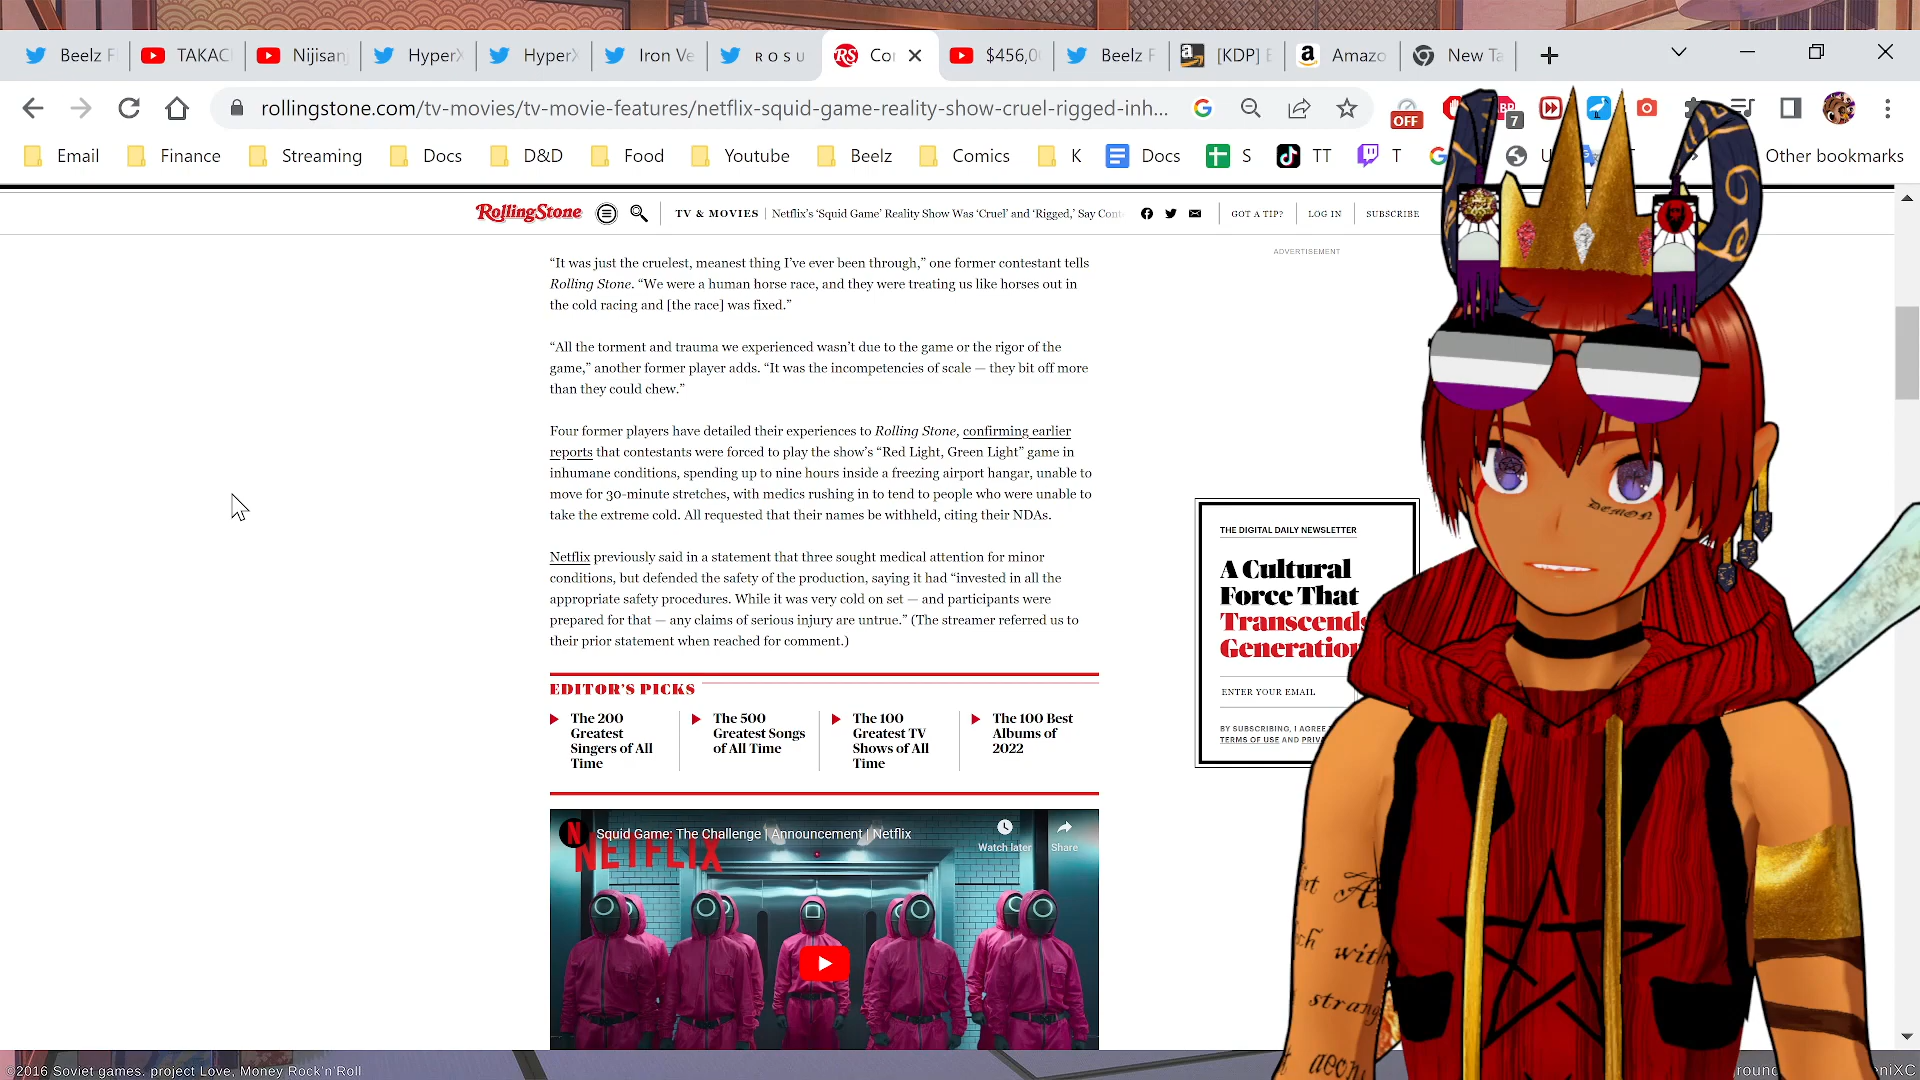 Beelz F
TAKAC
Nijisan
HyperX
HyperX
Iron Ve
R O S U
Co
$456,0
Beelz F
[KDP]
Amazo
New Ta
rollingstone.com/tv-movies/tv-movie-features/netflix-squid-game-reality-show-cruel-rigged-inh...
OFF
7
Email
Finance
Streaming
Docs
D&D
Food
Youtube
Beelz
Comics
K
Docs
S
TT
T
Other bookmarks
RollingStone
TV & MOVIES
Netflix's 'Squid Game' Reality Show Was 'Cruel' and 'Rigged,' Say Cont
GOT A TIP?
LOG IN
SUBSCRIBE
ADVERTISEMENT
“It was just the cruelest, meanest thing I’ve ever been through,” one former contestant tells
Rolling Stone. “We were a human horse race, and they were treating us like horses out in
the cold racing and [the race] was fixed.”
“All the torment and trauma we experienced wasn’t due to the game or the rigor of the
game,” another former player adds. “It was the incompetencies of scale — they bit off more
than they could chew.”
Four former players have detailed their experiences to Rolling Stone, confirming earlier
reports that contestants were forced to play the show’s “Red Light, Green Light” game in
inhumane conditions, spending up to nine hours inside a freezing airport hangar, unable to
move for 30-minute stretches, with medics rushing in to tend to people who were unable to
take the extreme cold. All requested that their names be withheld, citing their NDAs.
Netflix previously said in a statement that three sought medical attention for minor
conditions, but defended the safety of the production, saying it had “invested in all the
appropriate safety procedures. While it was very cold on set — and participants were
prepared for that — any claims of serious injury are untrue.” (The streamer referred us to
their prior statement when reached for comment.)
EDITOR’S PICKS
The 200
Greatest
Singers of All
Time
The 500
Greatest Songs
of All Time
The 100
Greatest TV
Shows of All
Time
The 100 Best
Albums of
2022
Squid Game: The Challenge | Announcement | Netflix
Watch later
Share
NETFLIX
THE DIGITAL DAILY NEWSLETTER
A Cultural
Force That
Transcends
Generation
ENTER YOUR EMAIL
BY SUBSCRIBING, I AGREE
TERMS OF USE AND PRIVA
DEMON
with
strang
©2016 Soviet games. project Love, Money Rock'n'Roll